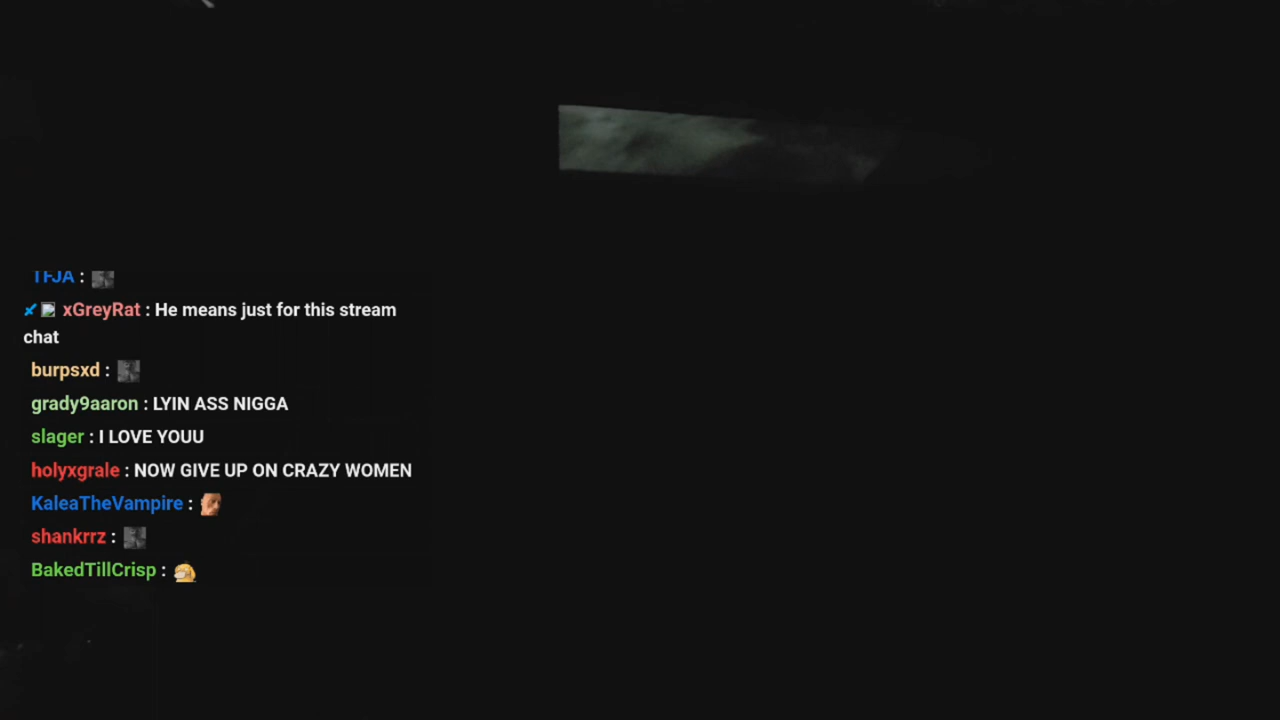 TFJA :
xGreyRat : He means just for this stream
chat
burpsxd :
grady9aaron : LYIN ASS NIGGA
slager : I LOVE YOUU
holyxgrale : NOW GIVE UP ON CRAZY WOMEN
KaleaTheVampire :
shankrrz :
BakedTillCrisp :